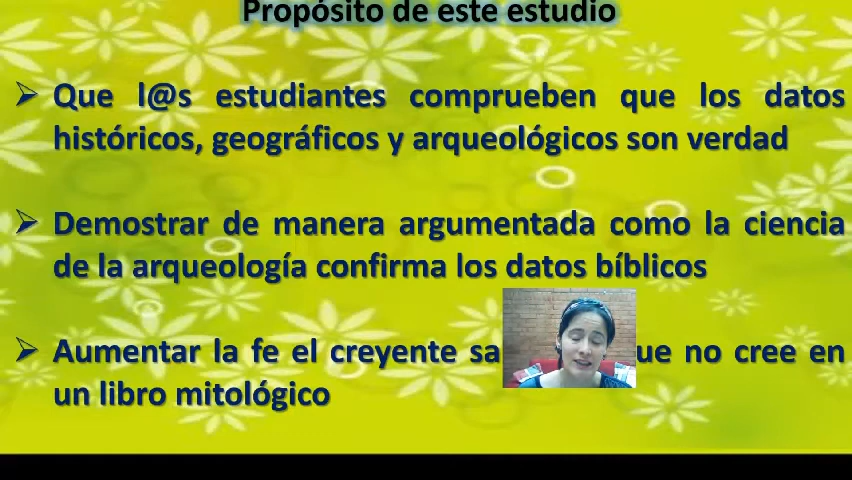 Propósito de este estudio
➢ Que l@s estudiantes comprueben que los datos
históricos, geográficos y arqueológicos son verdad
➢ Demostrar de manera argumentada como la ciencia
de la arqueología confirma los datos bíblicos
➢ Aumentar la fe el creyente no cree en
un libro mitológico